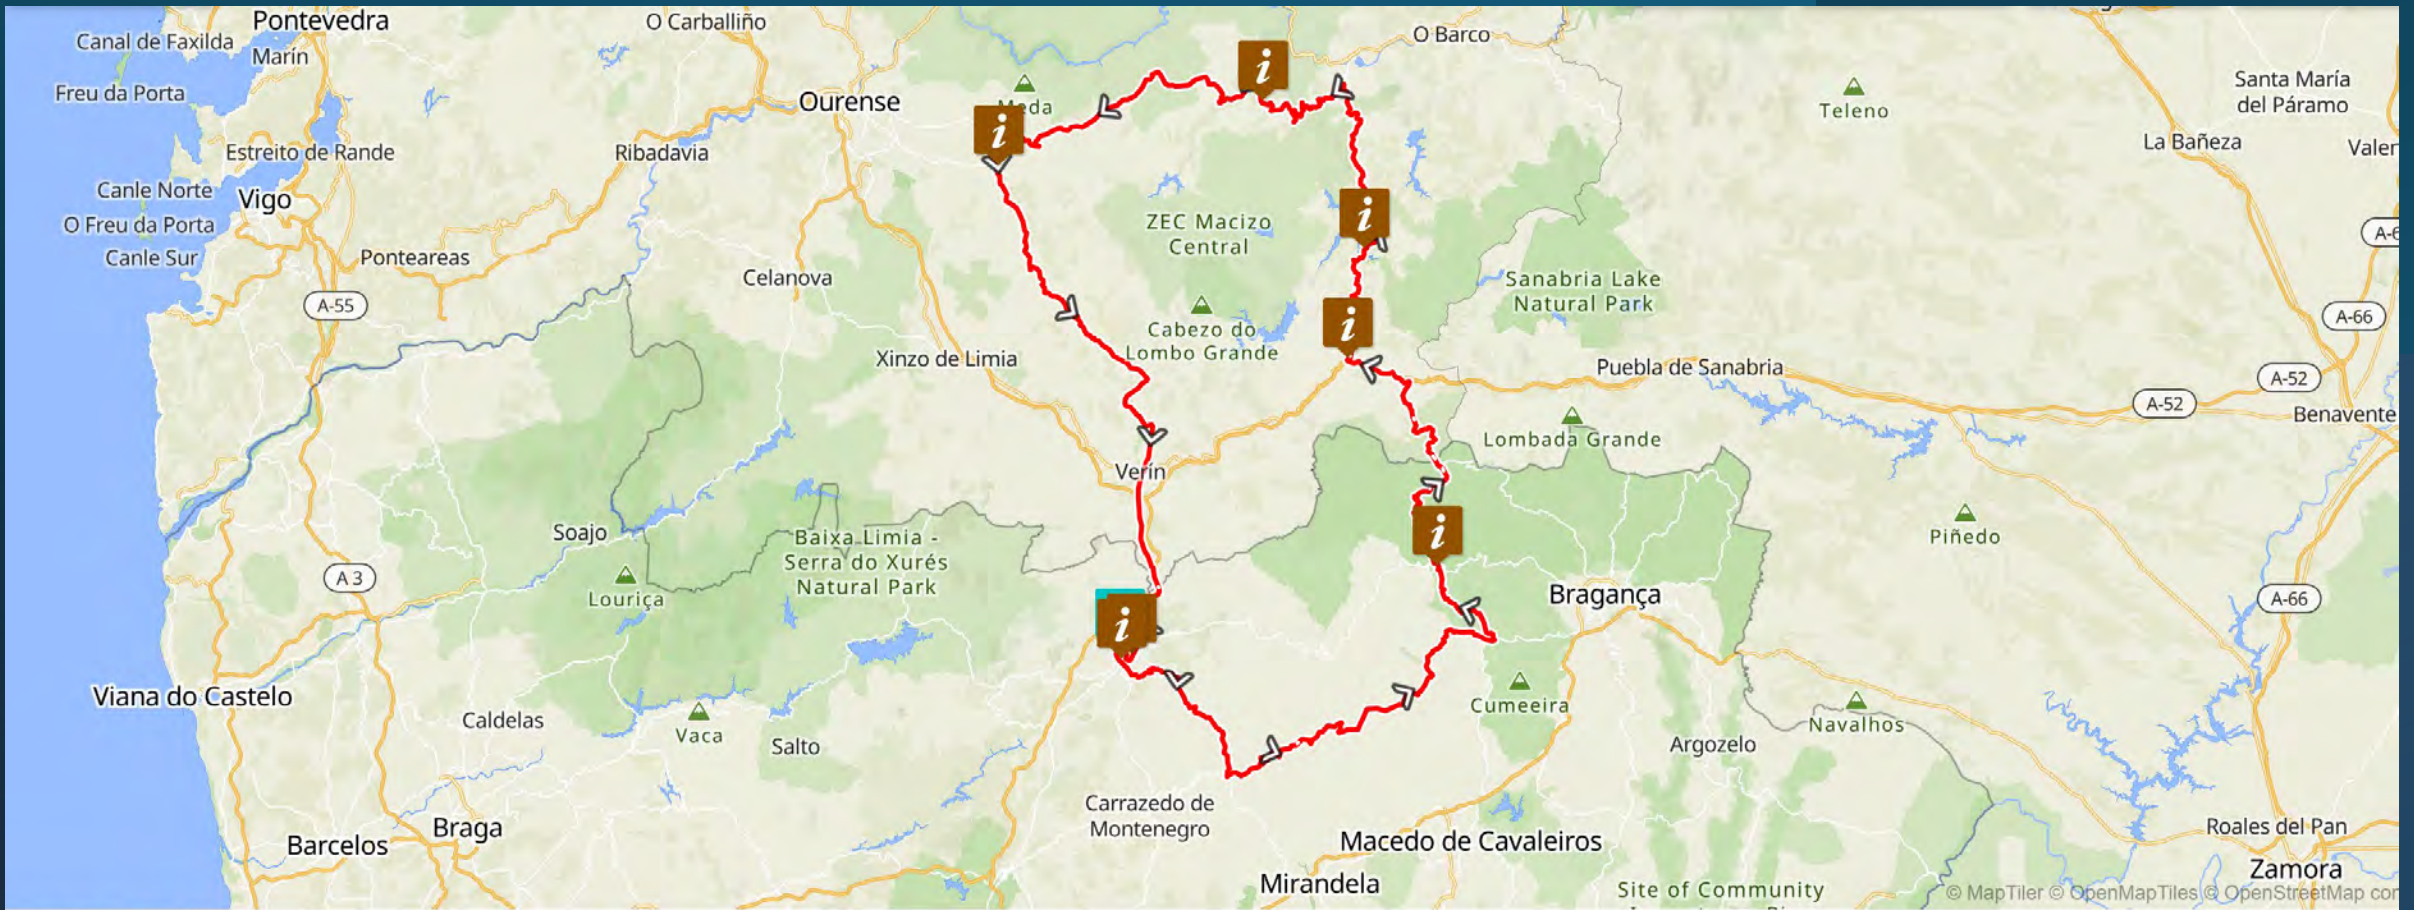 Pontevedra
O Carballiño
O Barco
Canal de Faxilda
Marín
Freu da Porta
Ourense
Meda
i
i
Teleno
Santa María
del Páramo
La Bañeza
Estreito de Rande
Ribadavia
Canle Norte
Vigo
O Freu da Porta
Canle Sur
Ponteareas
Celanova
ZEC Macizo
Central
i
Sanabria Lake
Natural Park
A-55
A-66
Cabezo do
Lombo Grande
i
Xinzo de Limia
Puebla de Sanabria
A-52
A-52
Benavente
Lombada Grande
Verín
Soajo
Baixa Limia -
Serra do Xurés
Natural Park
i
Piñedo
A 3
Louriça
Bragança
A-66
i
Viana do Castelo
Caldelas
Vaca
Salto
Cumeeira
Navalhos
Argozelo
Carrazedo de
Montenegro
Barcelos
Braga
Macedo de Cavaleiros
Roales del Pan
Mirandela
Zamora
Site of Community
© MapTiler © OpenMapTiles © OpenStreetMap